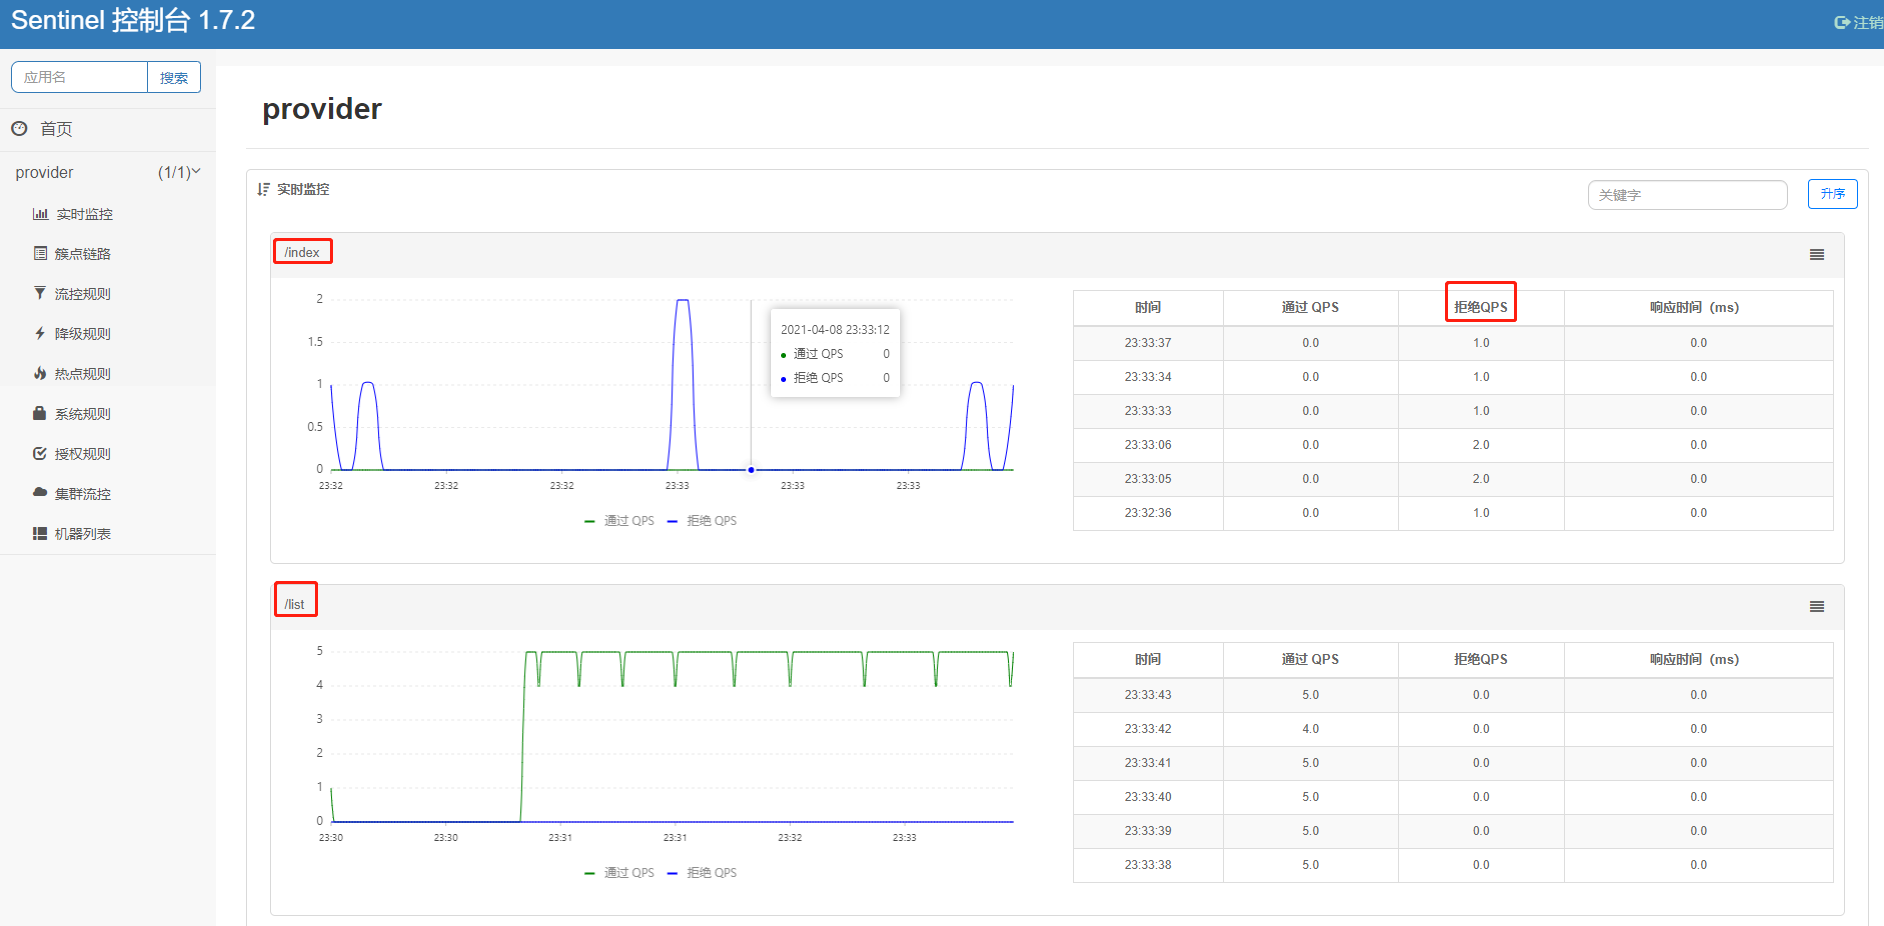 Sentinel 控制台 1.7.2
注销
应用名
搜索
首页
provider (1/1)
实时监控
簇点链路
流控规则
降级规则
热点规则
系统规则
授权规则
集群流控
机器列表
provider
实时监控
关键字
升序
/index
2
1.5
1
0.5
0
23:32 23:32 23:32 23:33 23:33 23:33
2021-04-08 23:33:12
通过 QPS 0
拒绝 QPS 0
通过 QPS 拒绝 QPS
时间 通过 QPS 拒绝QPS 响应时间（ms）
23:33:37 0.0 1.0 0.0
23:33:34 0.0 1.0 0.0
23:33:33 0.0 1.0 0.0
23:33:06 0.0 2.0 0.0
23:33:05 0.0 2.0 0.0
23:32:36 0.0 1.0 0.0
/list
5
4
3
2
1
0
23:30 23:30 23:31 23:31 23:32 23:33
通过 QPS 拒绝 QPS
时间 通过 QPS 拒绝QPS 响应时间（ms）
23:33:43 5.0 0.0 0.0
23:33:42 4.0 0.0 0.0
23:33:41 5.0 0.0 0.0
23:33:40 5.0 0.0 0.0
23:33:39 5.0 0.0 0.0
23:33:38 5.0 0.0 0.0